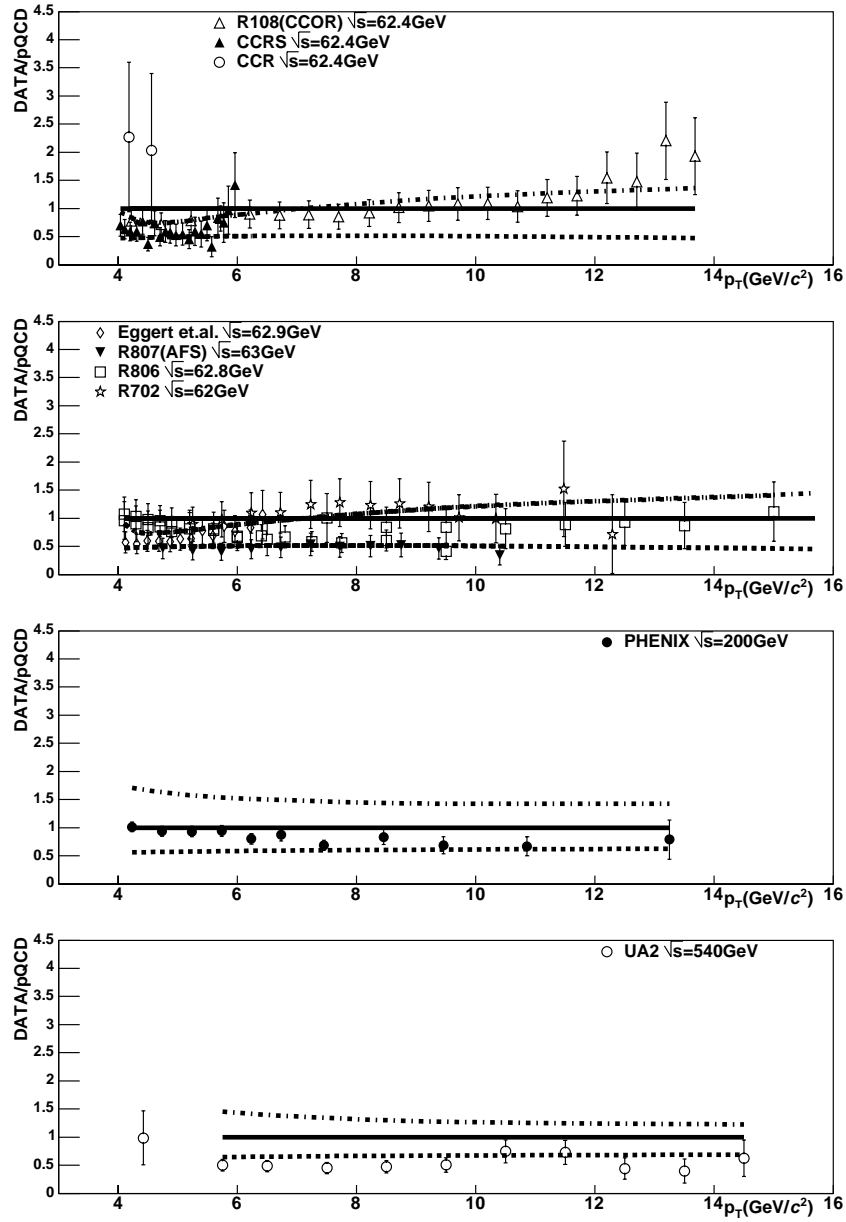 DATA/pQCD
5
4.5
4
3.5
3
2.5
2
1.5
1
0.5
0
R108(CCOR) √s=62.4GeV
CCRS √s=62.4GeV
CCR √s=62.4GeV
4 6 8 10 12 14 16
p_T(GeV/c²)
DATA/pQCD
4.5
4
3.5
3
2.5
2
1.5
1
0.5
0
Eggert et.al. √s=62.9GeV
R807(AFS) √s=63GeV
R806 √s=62.8GeV
R702 √s=62GeV
4 6 8 10 12 14 16
p_T(GeV/c²)
DATA/pQCD
4.5
4
3.5
3
2.5
2
1.5
1
0.5
0
PHENIX √s=200GeV
4 6 8 10 12 14 16
p_T(GeV/c²)
DATA/pQCD
4.5
4
3.5
3
2.5
2
1.5
1
0.5
0
UA2 √s=540GeV
4 6 8 10 12 14 16
p_T(GeV/c²)